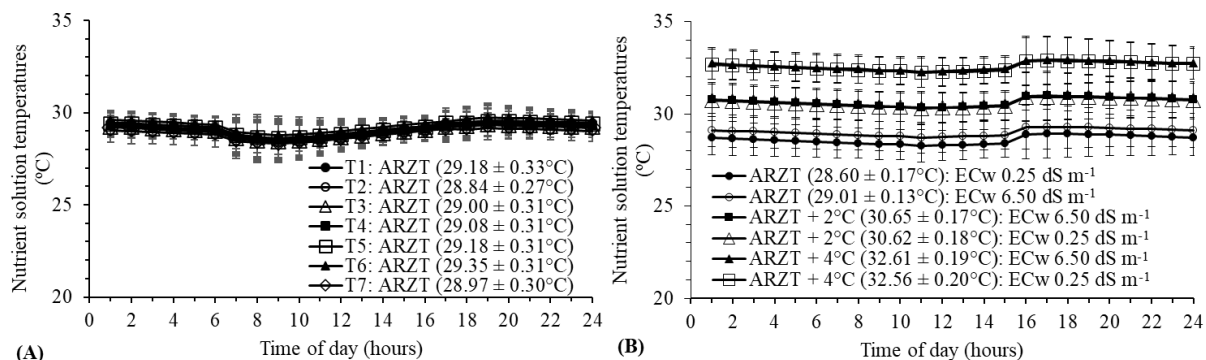 35
30
25
20
Nutrient solution temperatures
(°C)
T1: ARZT (29.18 ± 0.33°C)
T2: ARZT (28.84 ± 0.27°C)
T3: ARZT (29.00 ± 0.31°C)
T4: ARZT (29.08 ± 0.31°C)
T5: ARZT (29.18 ± 0.31°C)
T6: ARZT (29.35 ± 0.31°C)
T7: ARZT (28.97 ± 0.30°C)
0 2 4 6 8 10 12 14 16 18 20 22 24
Time of day (hours)
(A)
35
30
25
20
Nutrient solution temperatures
(°C)
ARZT (28.60 ± 0.17°C): ECw 0.25 dS m⁻¹
ARZT (29.01 ± 0.13°C): ECw 6.50 dS m⁻¹
ARZT + 2°C (30.65 ± 0.17°C): ECw 6.50 dS m⁻¹
ARZT + 2°C (30.62 ± 0.18°C): ECw 0.25 dS m⁻¹
ARZT + 4°C (32.61 ± 0.19°C): ECw 6.50 dS m⁻¹
ARZT + 4°C (32.56 ± 0.20°C): ECw 0.25 dS m⁻¹
0 2 4 6 8 10 12 14 16 18 20 22 24
Time of day (hours)
(B)